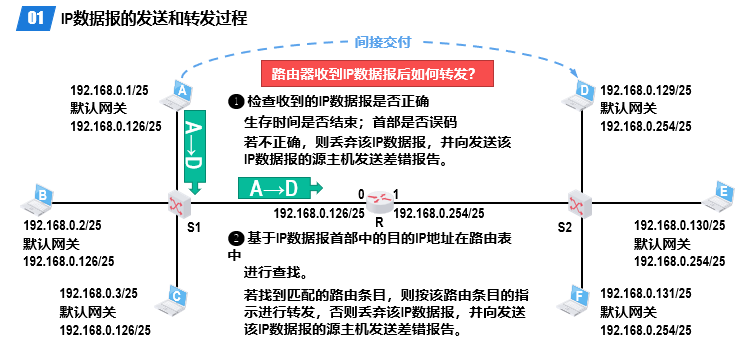 01 IP数据报的发送和转发过程
间接交付
路由器收到IP数据报后如何转发？
192.168.0.1/25
默认网关
192.168.0.126/25
A
D
192.168.0.129/25
默认网关
192.168.0.254/25
❶ 检查收到的IP数据报是否正确
生存时间是否结束；首部是否误码
若不正确，则丢弃该IP数据报，并向发送该
IP数据报的源主机发送差错报告。
A→D
A→D
B
192.168.0.2/25
默认网关
192.168.0.126/25
S1
0
1
192.168.0.126/25
192.168.0.254/25
R
S2
E
192.168.0.130/25
默认网关
192.168.0.254/25
❷ 基于IP数据报首部中的目的IP地址在路由表
中
进行查找。
若找到匹配的路由条目，则按该路由条目的指
示进行转发，否则丢弃该IP数据报，并向发送
该IP数据报的源主机发送差错报告。
192.168.0.3/25
默认网关
192.168.0.126/25
C
F
192.168.0.131/25
默认网关
192.168.0.254/25